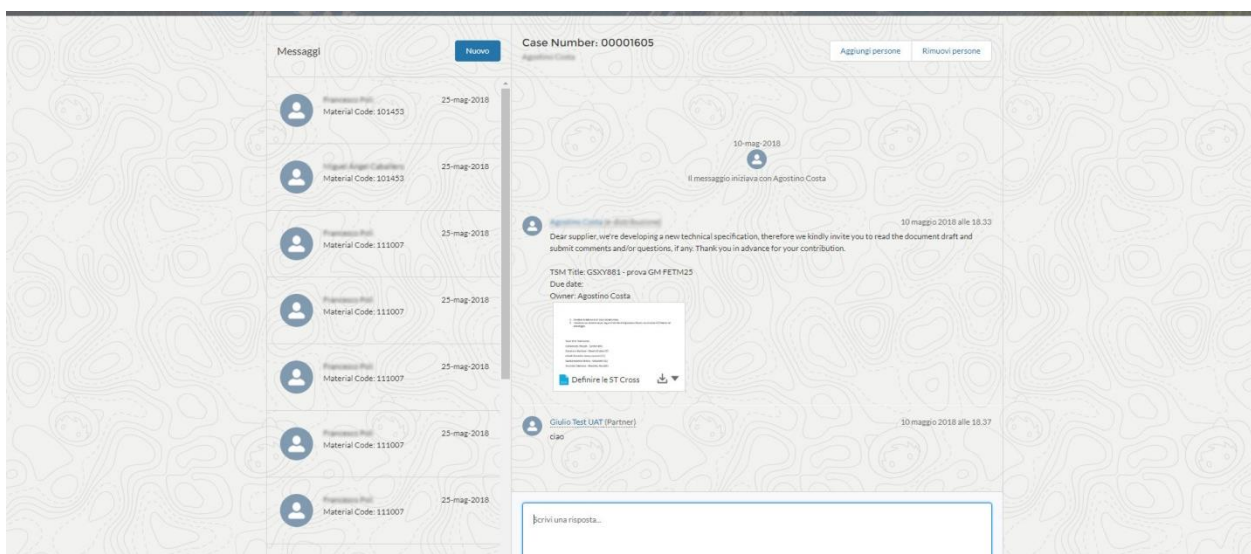 Messaggi
Nuovo
Material Code: 101453
25-mag-2018
Material Code: 101453
25-mag-2018
Material Code: 111007
25-mag-2018
Material Code: 111007
25-mag-2018
Material Code: 111007
25-mag-2018
Material Code: 111007
25-mag-2018
Material Code: 111007
25-mag-2018
Case Number: 00001605
Aggiungi persone
Rimuovi persone
10-mag-2018
Il messaggio iniziava con Agostino Costa
10 maggio 2018 alle 18.33
Dear supplier, we're developing a new technical specification, therefore we kindly invite you to read the document draft and
submit comments and/or questions, if any. Thank you in advance for your contribution.
TSM Title: GSXY881 - prova GM FETM25
Due date:
Owner: Agostino Costa
Definire le ST Cross
Giulio Test UAT (Partner)
10 maggio 2018 alle 18.37
ciao
Scrivi una risposta...